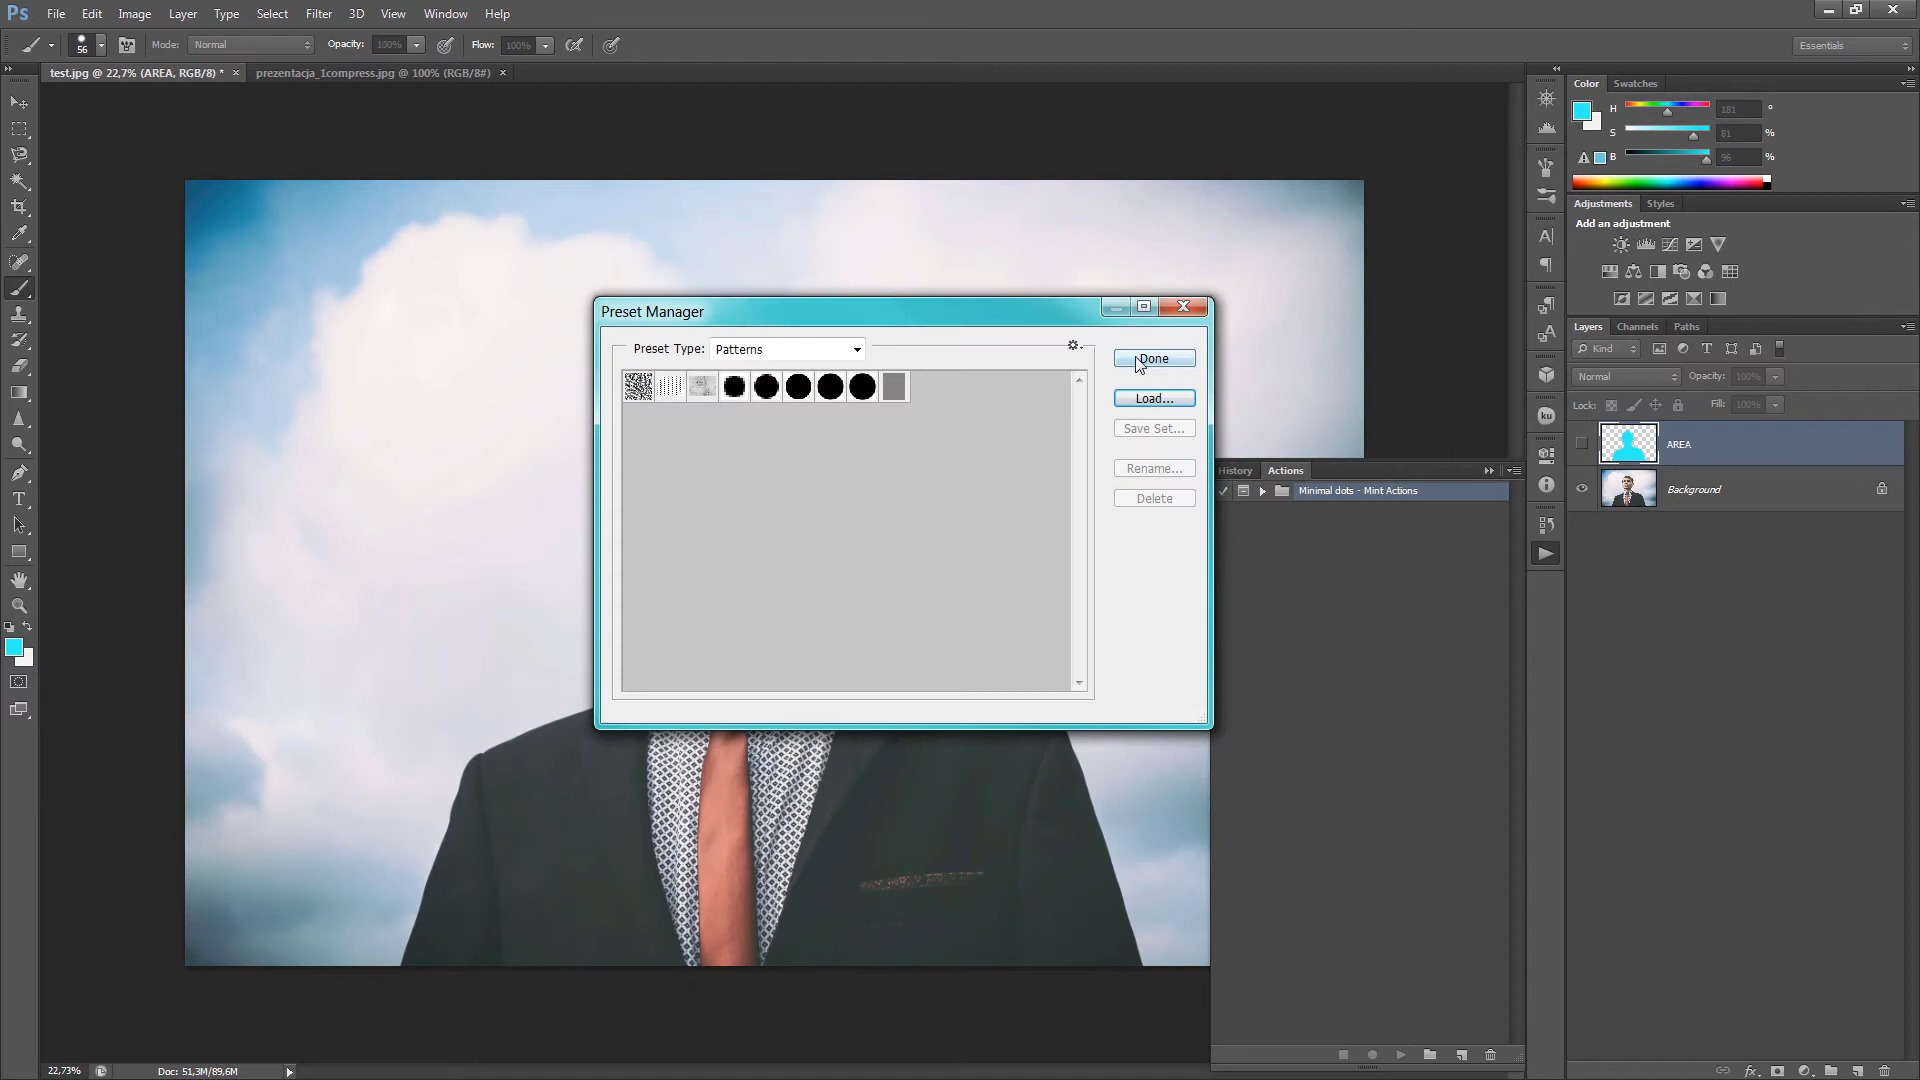 Ps File Edit Image Layer Type Select Filter 3D View Window Help
56 Mode: Normal Opacity: 100% Flow: 100% Essentials
test.jpg @ 22,7% (AREA, RGB/8) * × prezentacja_1compress.jpg @ 100% (RGB/8#) ×
Color Swatches
H 181 °
S 81 %
B 96 %
Adjustments Styles
Add an adjustment
Layers Channels Paths
Kind
Normal Opacity: 100%
Lock: Fill: 100%
AREA
Background
Preset Manager
Preset Type: Patterns
Done
Load...
Save Set...
Rename...
Delete
History Actions
Minimal dots - Mint Actions
22,73% Doc: 51,3M/89,6M